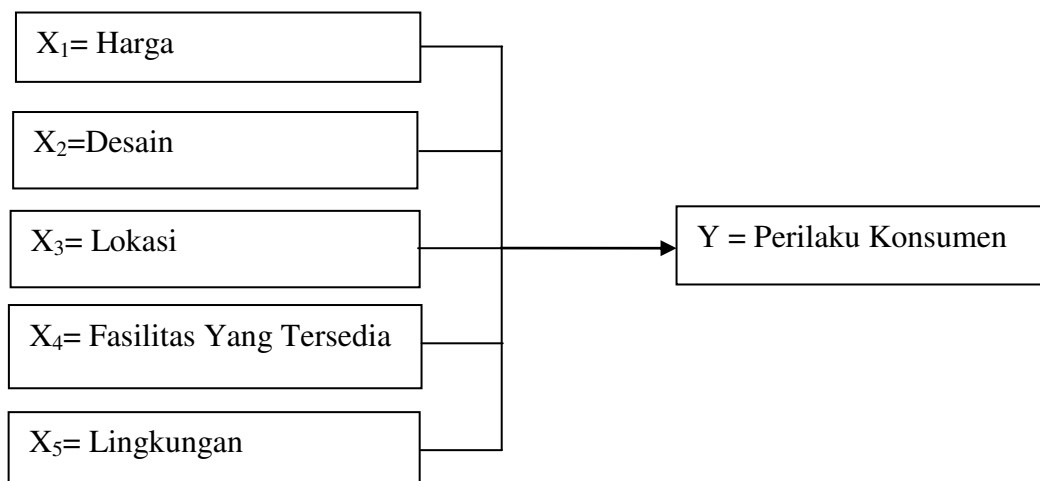 X₁= Harga
X₂=Desain
X₃= Lokasi
X₄= Fasilitas Yang Tersedia
X₅= Lingkungan
Y = Perilaku Konsumen